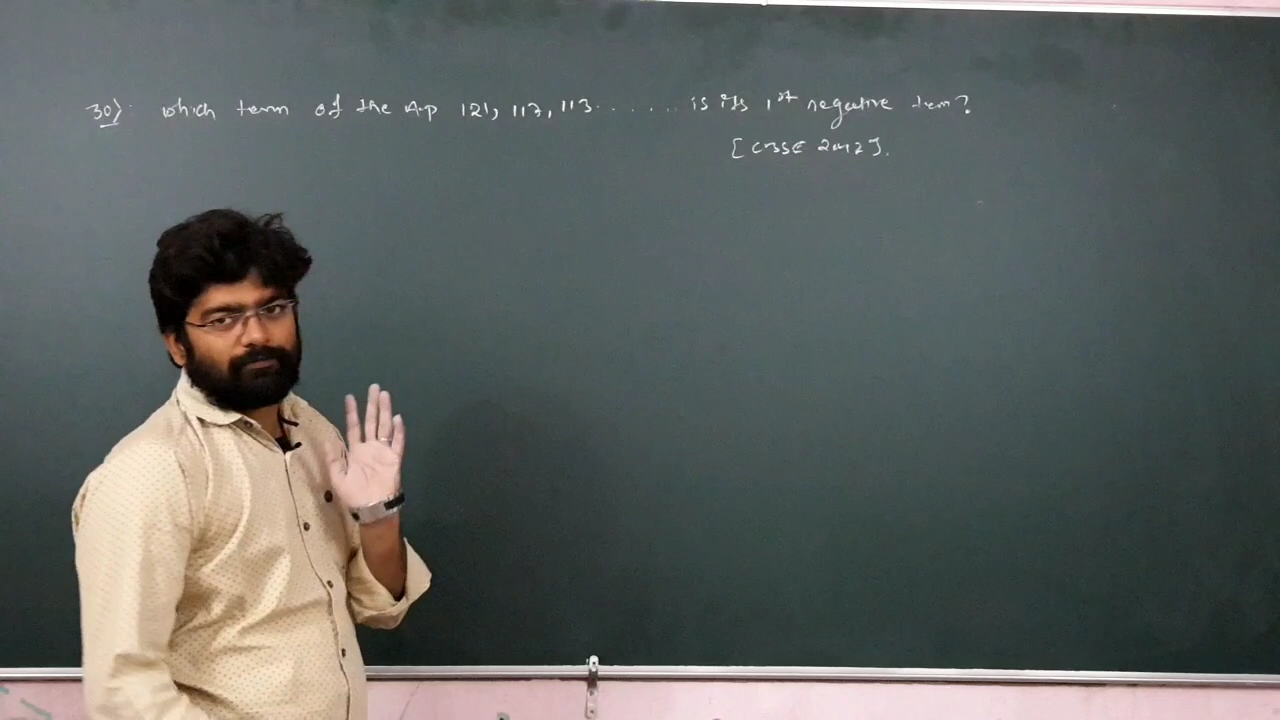 30) which term of the A.p 121, 117, 113....... is its 1st negative term?
[CBSE 2012].